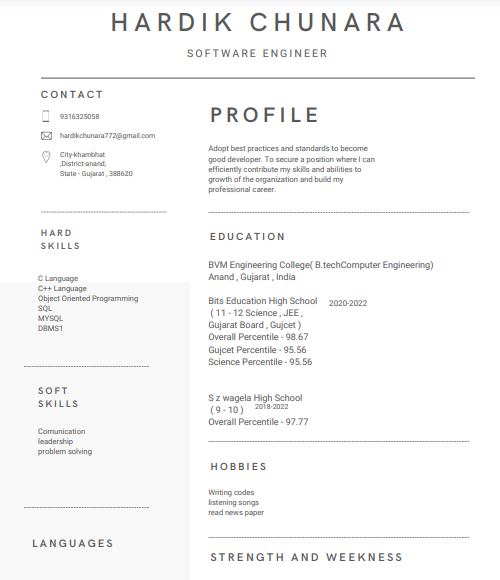 HARDIK CHUNARA
SOFTWARE ENGINEER
CONTACT
9316325058
hardikchunara772@gmail.com
City-khambhat
,District-anand,
State - Gujarat , 388620
HARD
SKILLS
C Language
C++ Language
Object Oriented Programming
SQL
MYSQL
DBMS1
SOFT
SKILLS
Comunication
leadership
problem solving
LANGUAGES
PROFILE
Adopt best practices and standards to become
good developer. To secure a position where I can
efficiently contribute my skills and abilities to
growth of the organization and build my
professional career.
EDUCATION
BVM Engineering College( B.techComputer Engineering)
Anand , Gujarat , India
Bits Education High School 2020-2022
( 11 - 12 Science , JEE ,
Gujarat Board , Gujcet )
Overall Percentile - 98.67
Gujcet Percentile - 95.56
Science Percentile - 95.56
S z wagela High School
( 9 - 10 ) 2018-2022
Overall Percentile - 97.77
HOBBIES
Writing codes
listening songs
read news paper
STRENGTH AND WEEKNESS